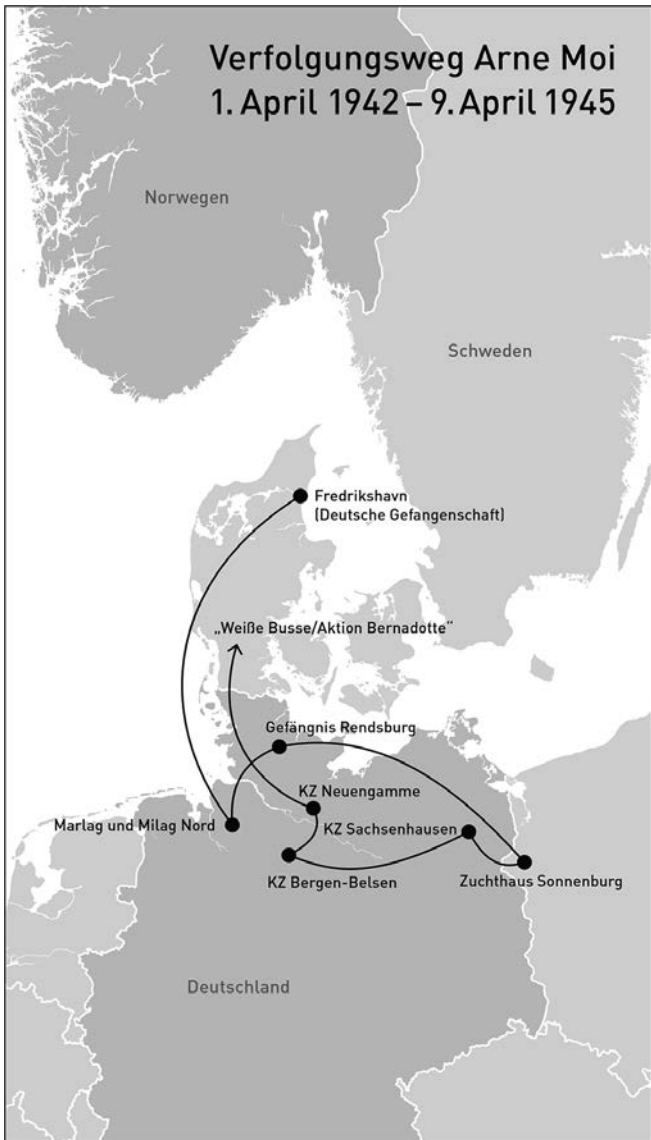 Verfolgungsweg Arne Moi
1. April 1942 – 9. April 1945
Norwegen
Schweden
Fredrikshavn
(Deutsche Gefangenschaft)
„Weiße Busse/Aktion Bernadotte”
Gefängnis Rendsburg
KZ Neuengamme
Marlag und Milag Nord
KZ Sachsenhausen
KZ Bergen-Belsen
Zuchthaus Sonnenburg
Deutschland